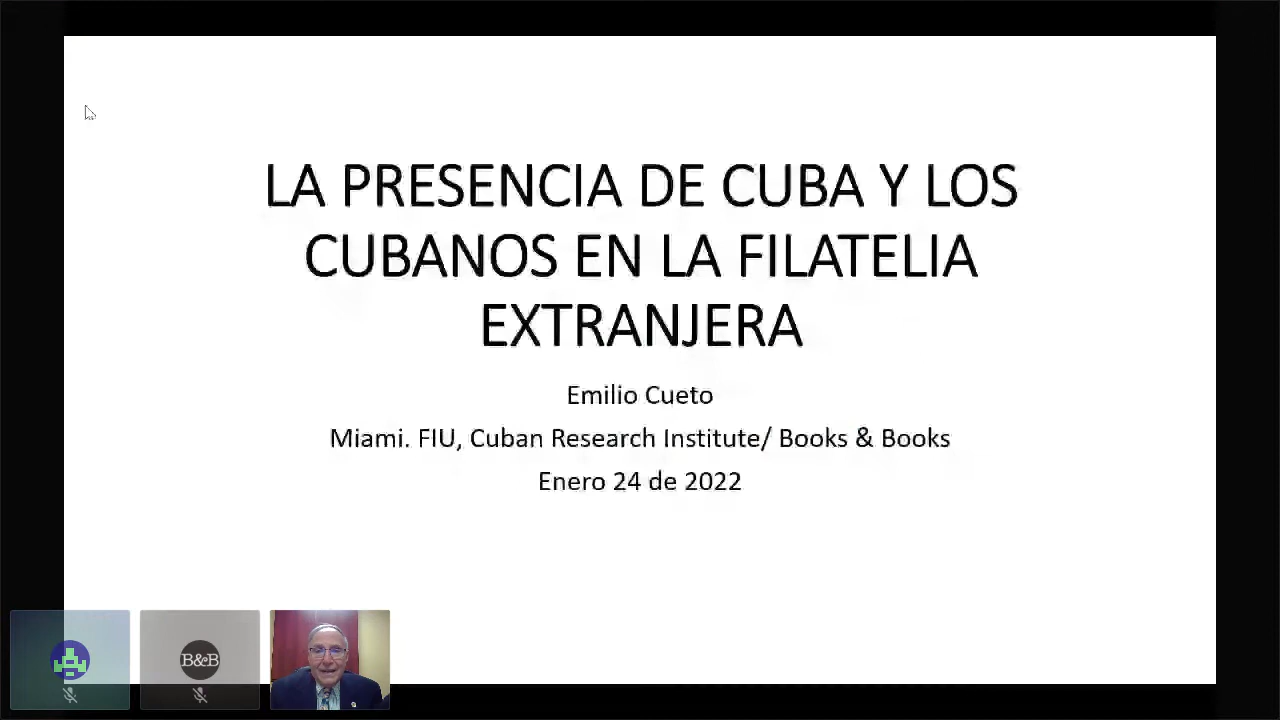 LA PRESENCIA DE CUBA Y LOS
CUBANOS EN LA FILATELIA
EXTRANJERA
Emilio Cueto
Miami. FIU, Cuban Research Institute/ Books & Books
Enero 24 de 2022
B&B